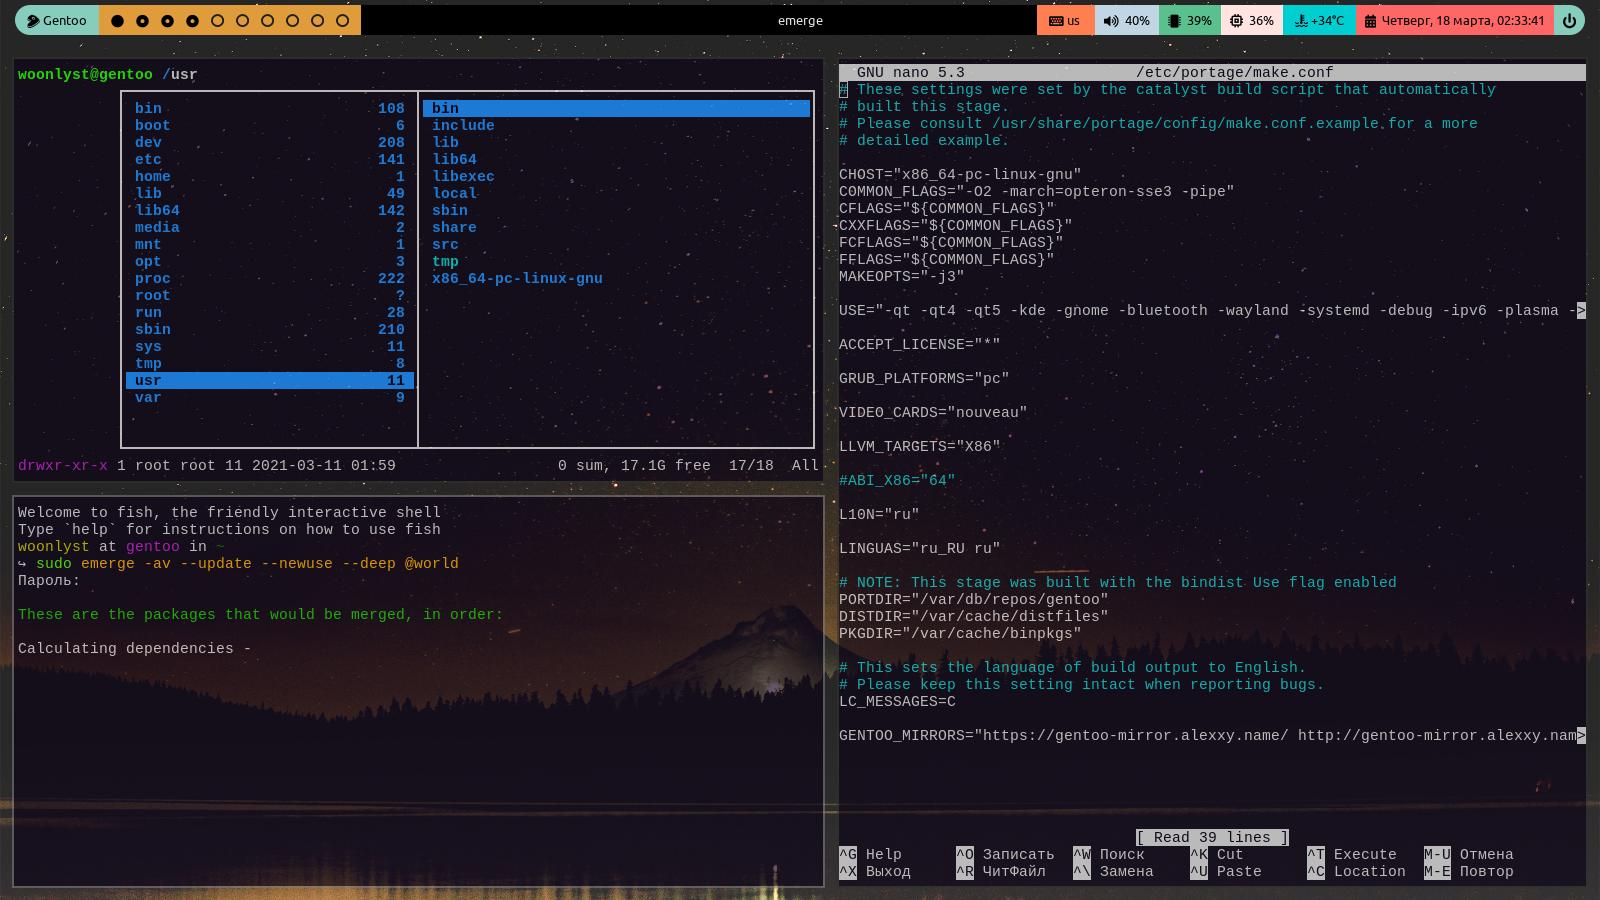 Gentoo
emerge
us
40%
39%
36%
+34°C
Четверг, 18 марта, 02:33:41
woonlyst@gentoo /usr
bin 108
boot 6
dev 208
etc 141
home 1
lib 49
lib64 142
media 2
mnt 1
opt 3
proc 222
root ?
run 28
sbin 210
sys 11
tmp 8
usr 11
var 9
bin
include
lib
lib64
libexec
local
sbin
share
src
tmp
x86_64-pc-linux-gnu
drwxr-xr-x 1 root root 11 2021-03-11 01:59 0 sum, 17.1G free 17/18 All
Welcome to fish, the friendly interactive shell
Type `help` for instructions on how to use fish
woonlyst at gentoo in ~
↪ sudo emerge -av --update --newuse --deep @world
Пароль:
These are the packages that would be merged, in order:
Calculating dependencies -
GNU nano 5.3 /etc/portage/make.conf
# These settings were set by the catalyst build script that automatically
# built this stage.
# Please consult /usr/share/portage/config/make.conf.example for a more
# detailed example.
CHOST="x86_64-pc-linux-gnu"
COMMON_FLAGS="-O2 -march=opteron-sse3 -pipe"
CFLAGS="${COMMON_FLAGS}"
CXXFLAGS="${COMMON_FLAGS}"
FCFLAGS="${COMMON_FLAGS}"
FFLAGS="${COMMON_FLAGS}"
MAKEOPTS="-j3"
USE="-qt -qt4 -qt5 -kde -gnome -bluetooth -wayland -systemd -debug -ipv6 -plasma ->
ACCEPT_LICENSE="*"
GRUB_PLATFORMS="pc"
VIDEO_CARDS="nouveau"
LLVM_TARGETS="X86"
#ABI_X86="64"
L10N="ru"
LINGUAS="ru_RU ru"
# NOTE: This stage was built with the bindist Use flag enabled
PORTDIR="/var/db/repos/gentoo"
DISTDIR="/var/cache/distfiles"
PKGDIR="/var/cache/binpkgs"
# This sets the language of build output to English.
# Please keep this setting intact when reporting bugs.
LC_MESSAGES=C
GENTOO_MIRRORS="https://gentoo-mirror.alexxy.name/ http://gentoo-mirror.alexxy.nam>
[ Read 39 lines ]
^G Help ^O Записать ^W Поиск ^K Cut ^T Execute M-U Отмена
^X Выход ^R ЧитФайл ^\ Замена ^U Paste ^C Location M-E Повтор